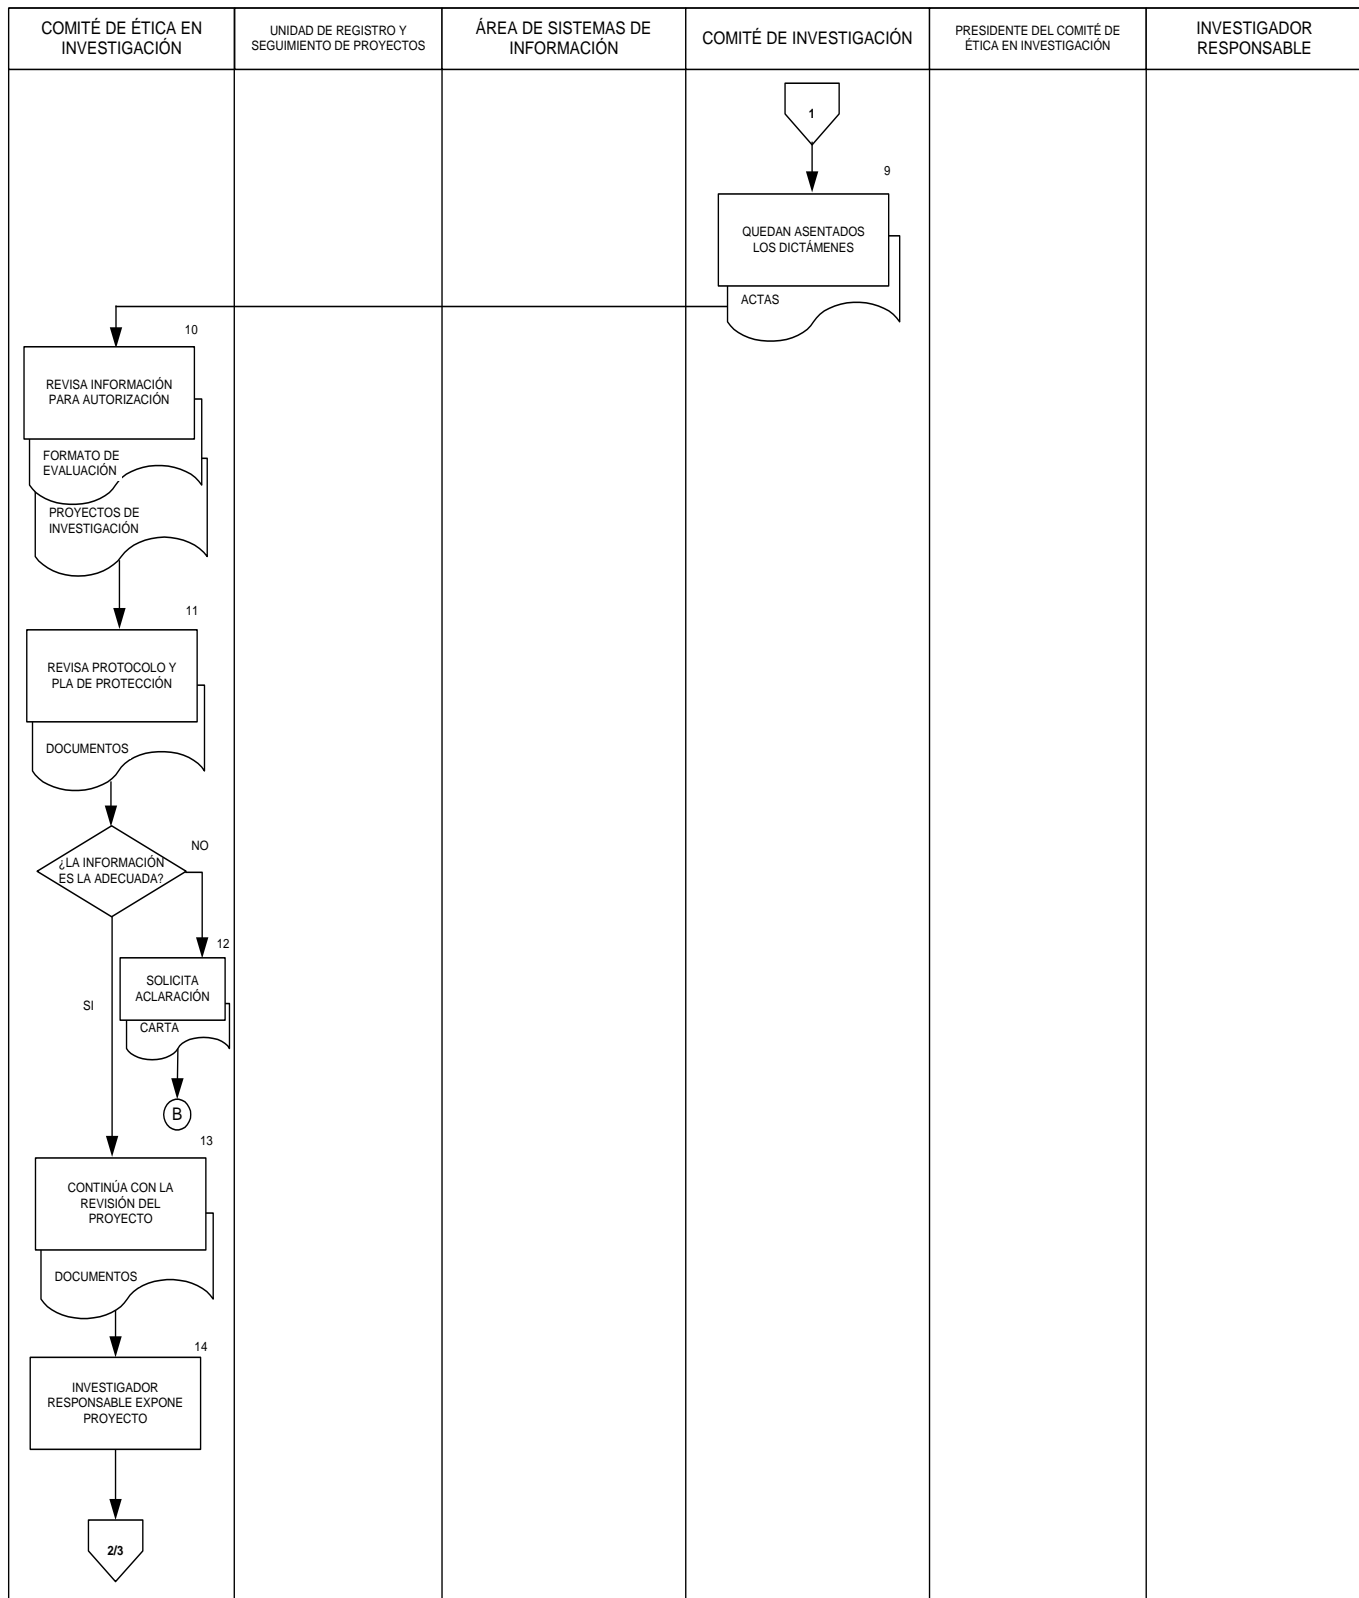 COMITÉ DE ÉTICA EN
INVESTIGACIÓN
UNIDAD DE REGISTRO Y
SEGUIMIENTO DE PROYECTOS
ÁREA DE SISTEMAS DE
INFORMACIÓN
COMITÉ DE INVESTIGACIÓN
PRESIDENTE DEL COMITÉ DE
ÉTICA EN INVESTIGACIÓN
INVESTIGADOR
RESPONSABLE
1
9
QUEDAN ASENTADOS
LOS DICTÁMENES
ACTAS
10
REVISA INFORMACIÓN
PARA AUTORIZACIÓN
FORMATO DE
EVALUACIÓN
PROYECTOS DE
INVESTIGACIÓN
11
REVISA PROTOCOLO Y
PLA DE PROTECCIÓN
DOCUMENTOS
¿LA INFORMACIÓN
ES LA ADECUADA?
NO
12
SOLICITA
ACLARACIÓN
CARTA
SI
B
13
CONTINÚA CON LA
REVISIÓN DEL
PROYECTO
DOCUMENTOS
14
INVESTIGADOR
RESPONSABLE EXPONE
PROYECTO
2/3